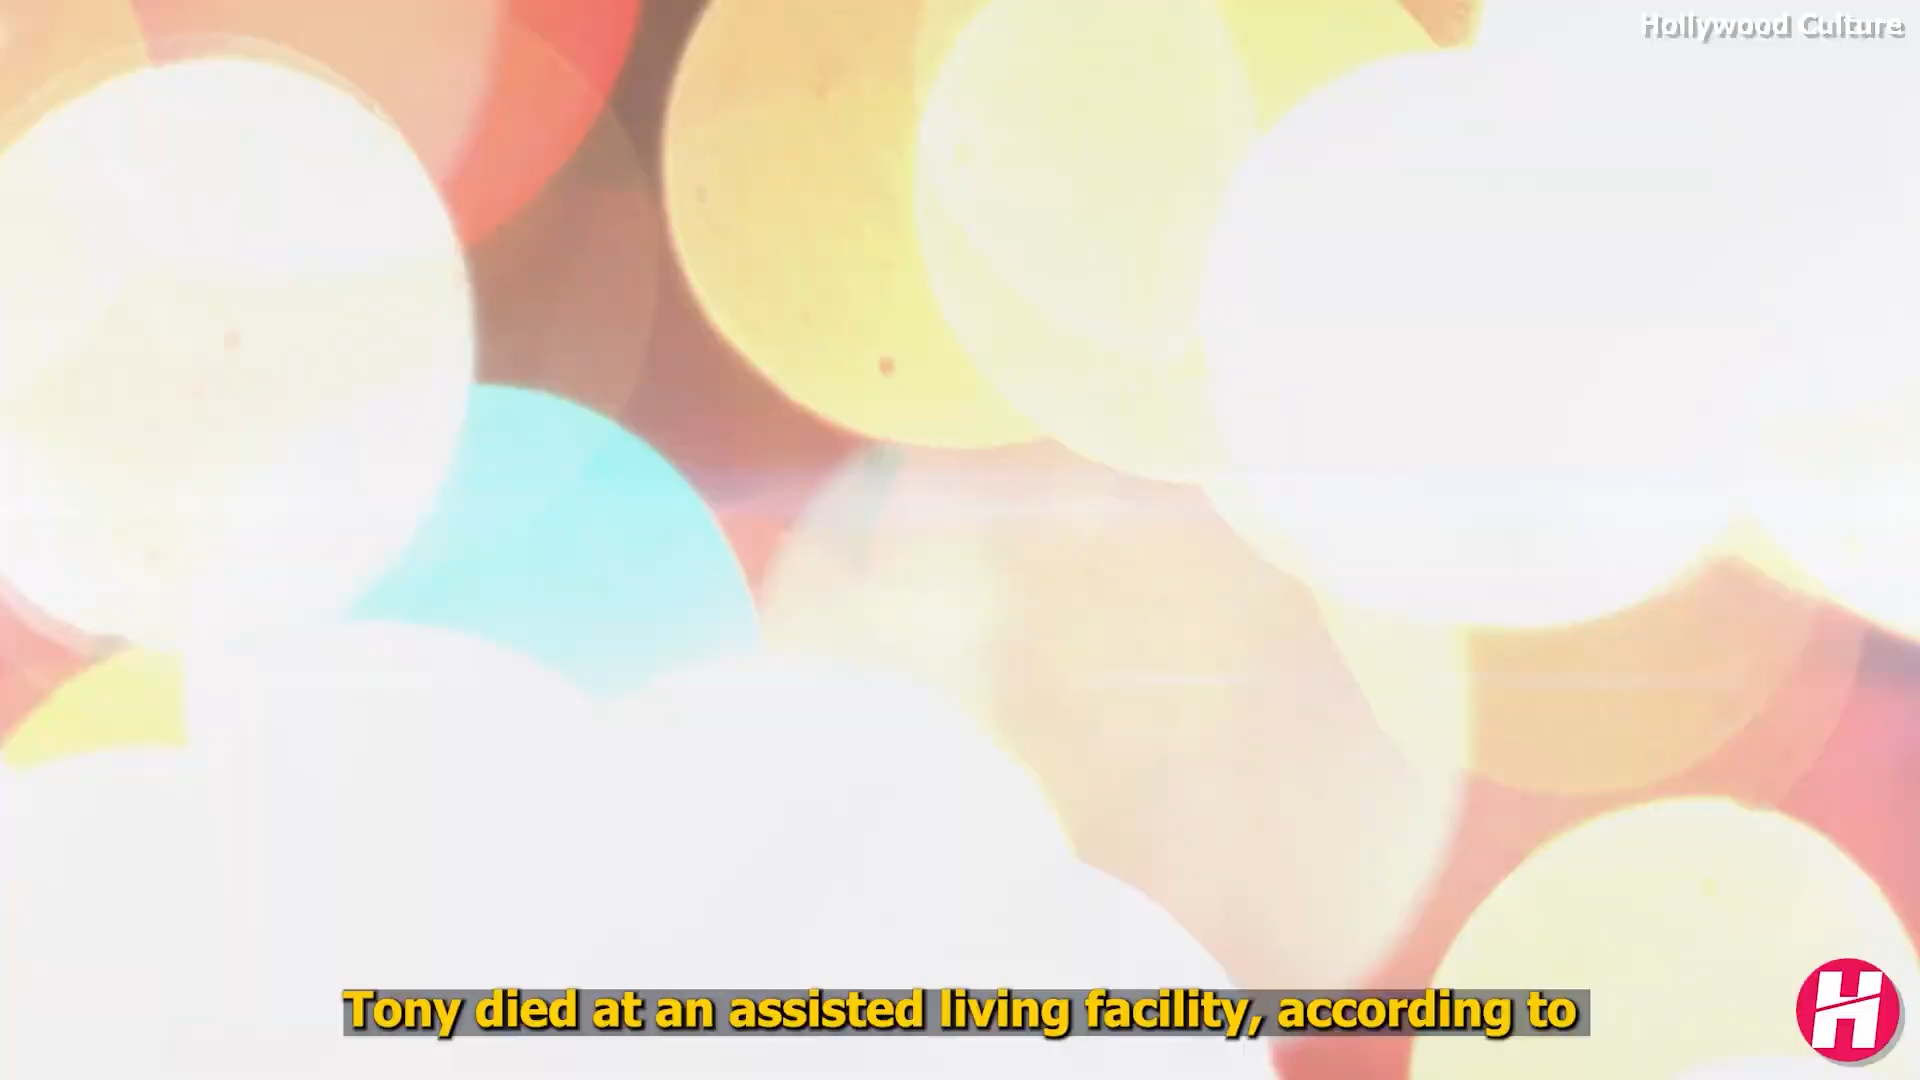 Hollywood Culture
Tony died at an assisted living facility, according to
H